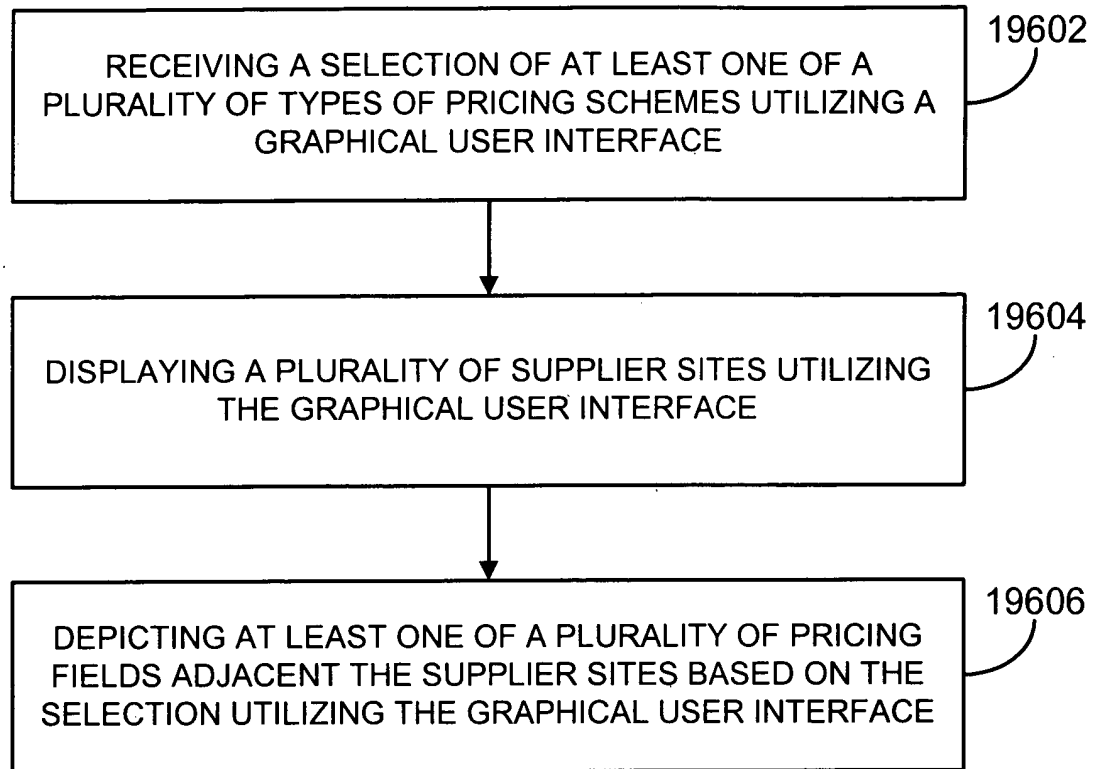 19602
RECEIVING A SELECTION OF AT LEAST ONE OF A
PLURALITY OF TYPES OF PRICING SCHEMES UTILIZING A
GRAPHICAL USER INTERFACE
19604
DISPLAYING A PLURALITY OF SUPPLIER SITES UTILIZING
THE GRAPHICAL USER INTERFACE
19606
DEPICTING AT LEAST ONE OF A PLURALITY OF PRICING
FIELDS ADJACENT THE SUPPLIER SITES BASED ON THE
SELECTION UTILIZING THE GRAPHICAL USER INTERFACE